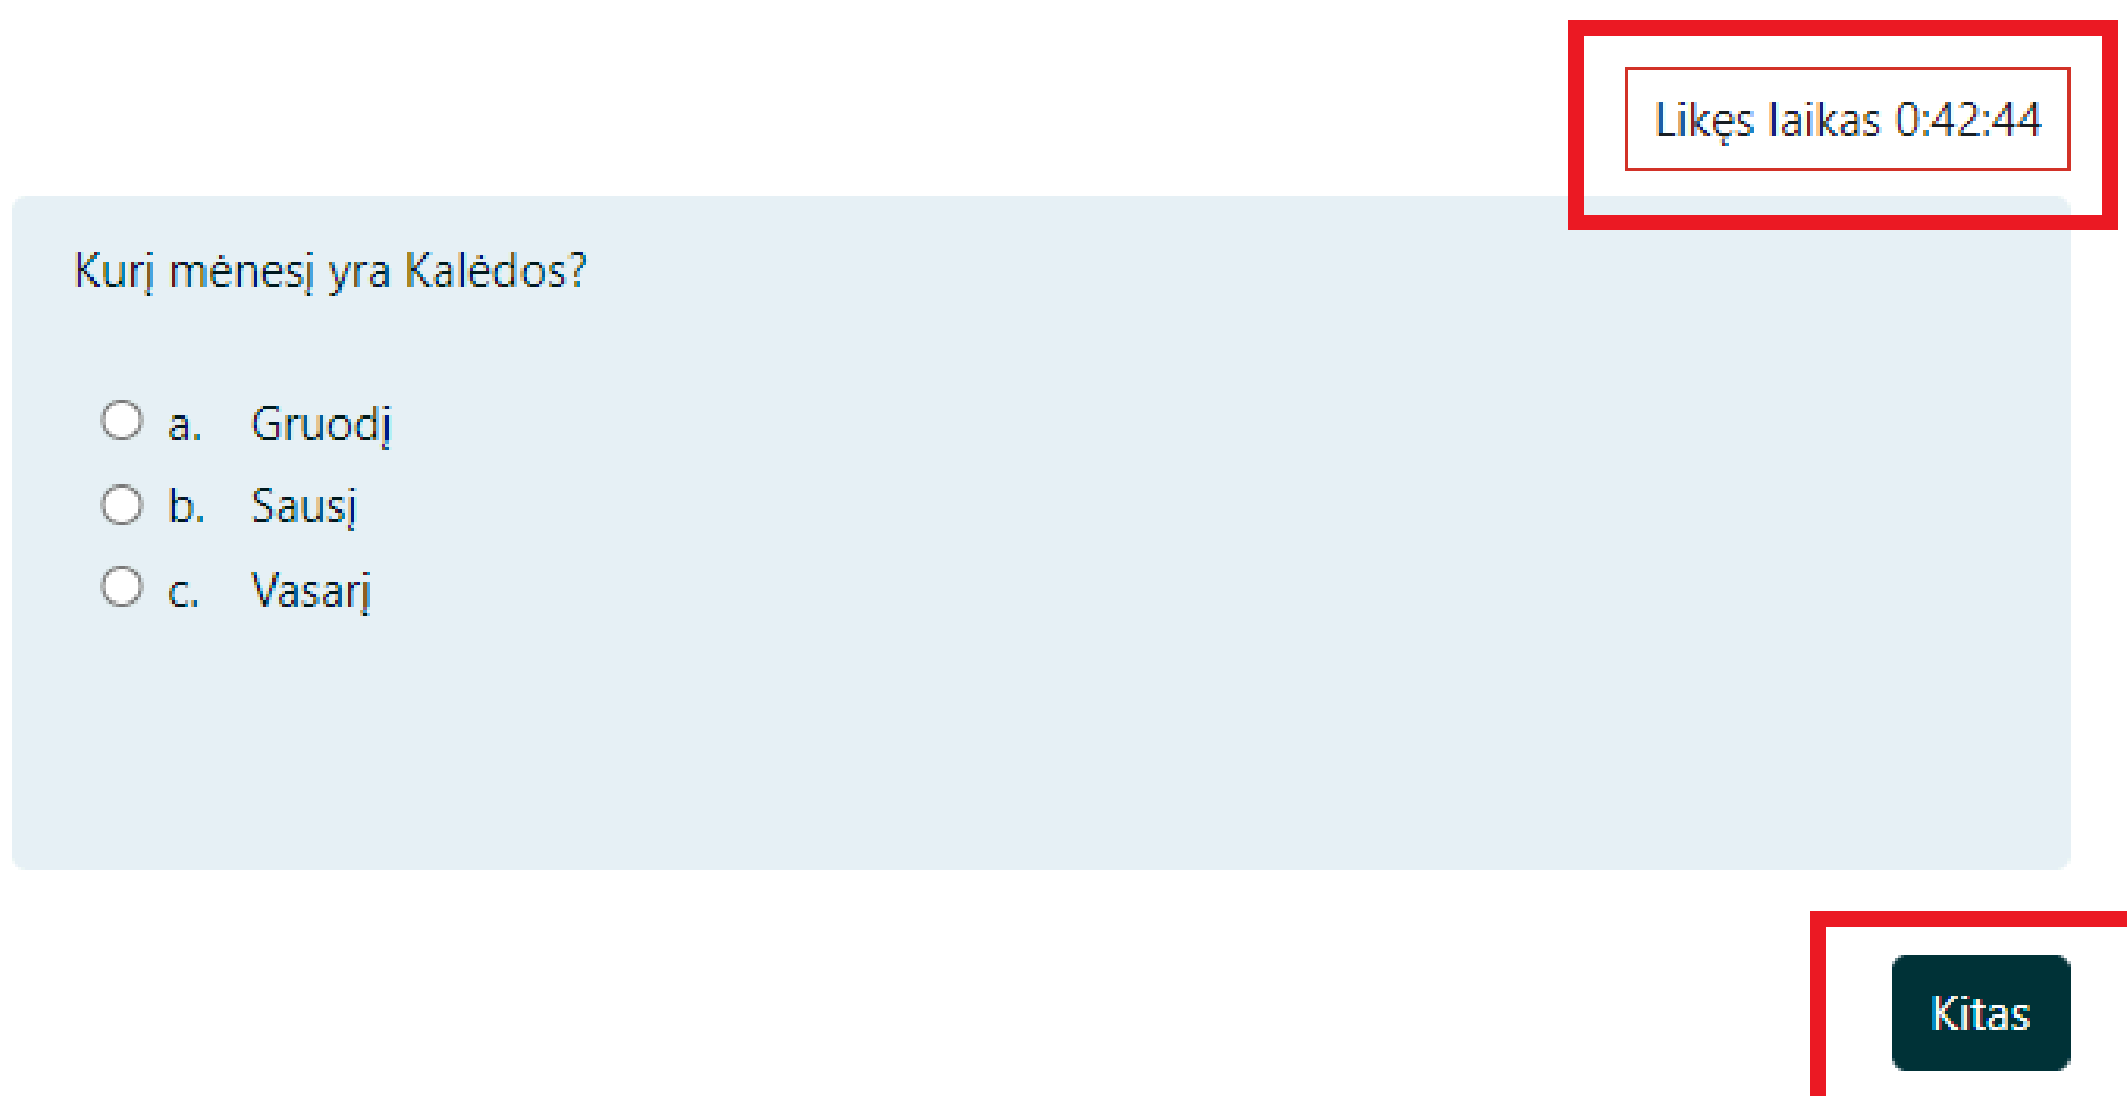 Likęs laikas 0:42:44
Kurį mėnesį yra Kalėdos?
a. Gruodį
b. Sausį
c. Vasarį
Kitas